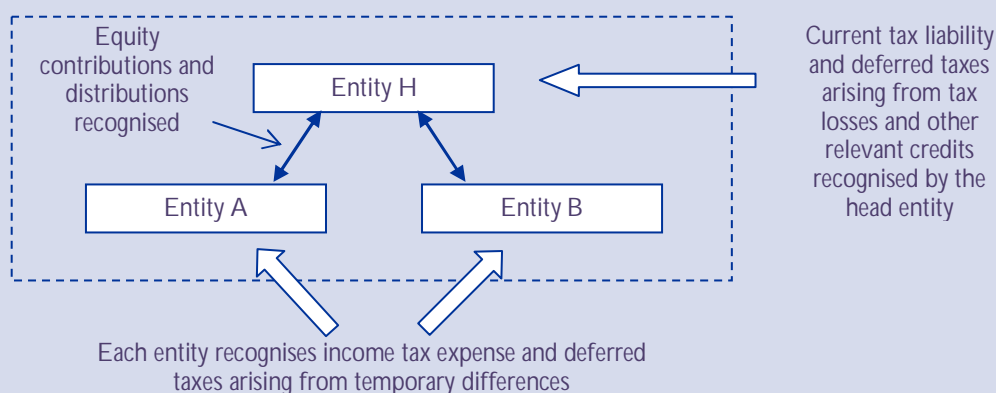 Equity
contributions and
distributions
recognised
Entity H
Entity A
Entity B
Current tax liability
and deferred taxes
arising from tax
losses and other
relevant credits
recognised by the
head entity
Each entity recognises income tax expense and deferred
taxes arising from temporary differences